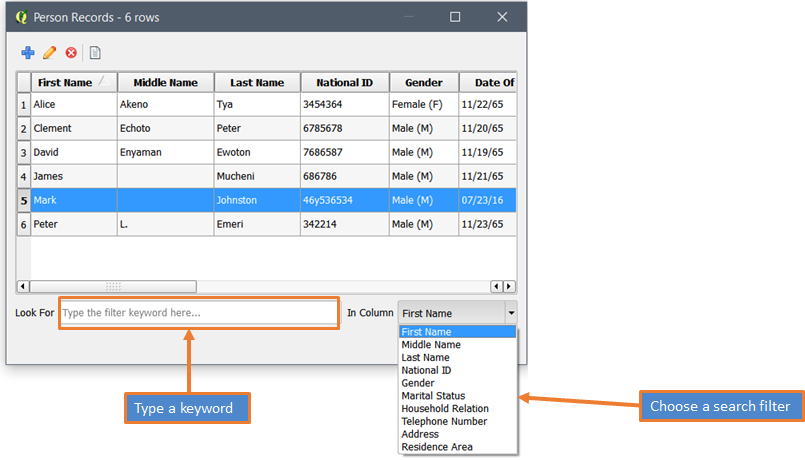 Person Records - 6 rows
First Name Middle Name Last Name National ID Gender Date Of
1 Alice Akeno Tya 3454364 Female (F) 11/22/65
2 Clement Echoto Peter 6785678 Male (M) 11/20/65
3 David Enyaman Ewoton 7686587 Male (M) 11/19/65
4 James Mucheni 686786 Male (M) 11/21/65
5 Mark Johnston 46y536534 Male (M) 07/23/16
6 Peter L. Emeri 342214 Male (M) 11/23/65
Look For Type the filter keyword here... In Column First Name
First Name
Middle Name
Last Name
National ID
Gender
Marital Status
Household Relation
Telephone Number
Address
Residence Area
Type a keyword
Choose a search filter